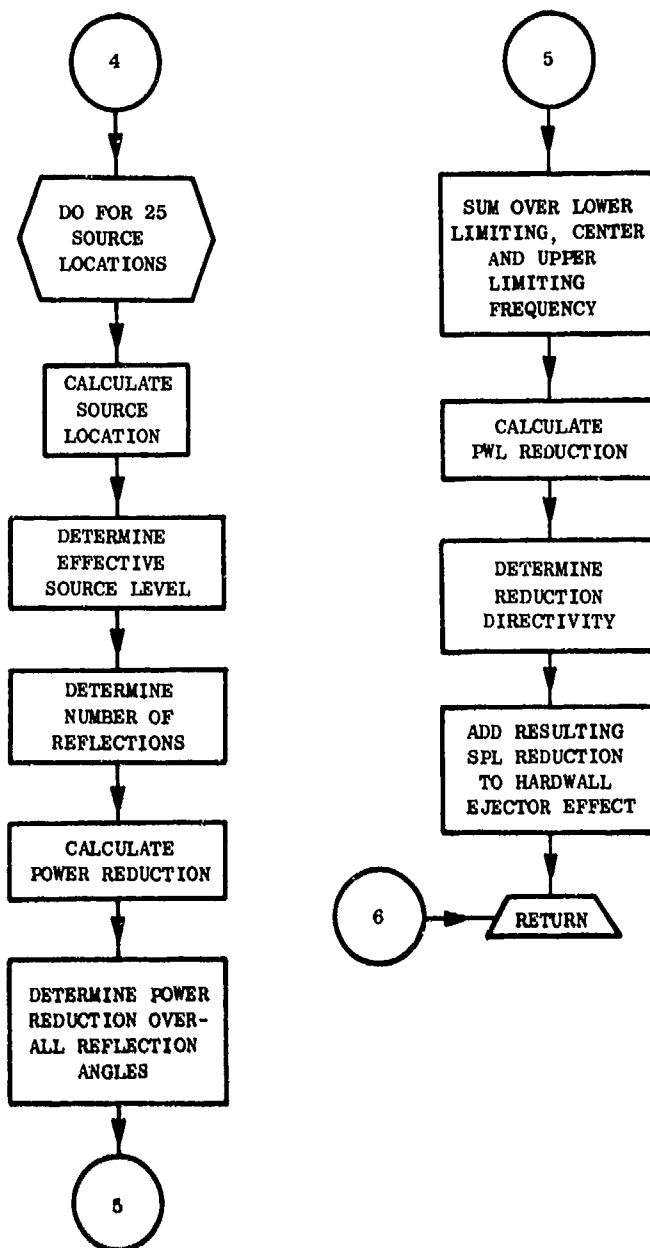 4
DO FOR 25
SOURCE
LOCATIONS
CALCULATE
SOURCE
LOCATION
DETERMINE
EFFECTIVE
SOURCE LEVEL
DETERMINE
NUMBER OF
REFLECTIONS
CALCULATE
POWER REDUCTION
DETERMINE POWER
REDUCTION OVER-
ALL REFLECTION
ANGLES
5
5
SUM OVER LOWER
LIMITING, CENTER
AND UPPER
LIMITING
FREQUENCY
CALCULATE
PWL REDUCTION
DETERMINE
REDUCTION
DIRECTIVITY
ADD RESULTING
SPL REDUCTION
TO HARDWALL
EJECTOR EFFECT
6
RETURN